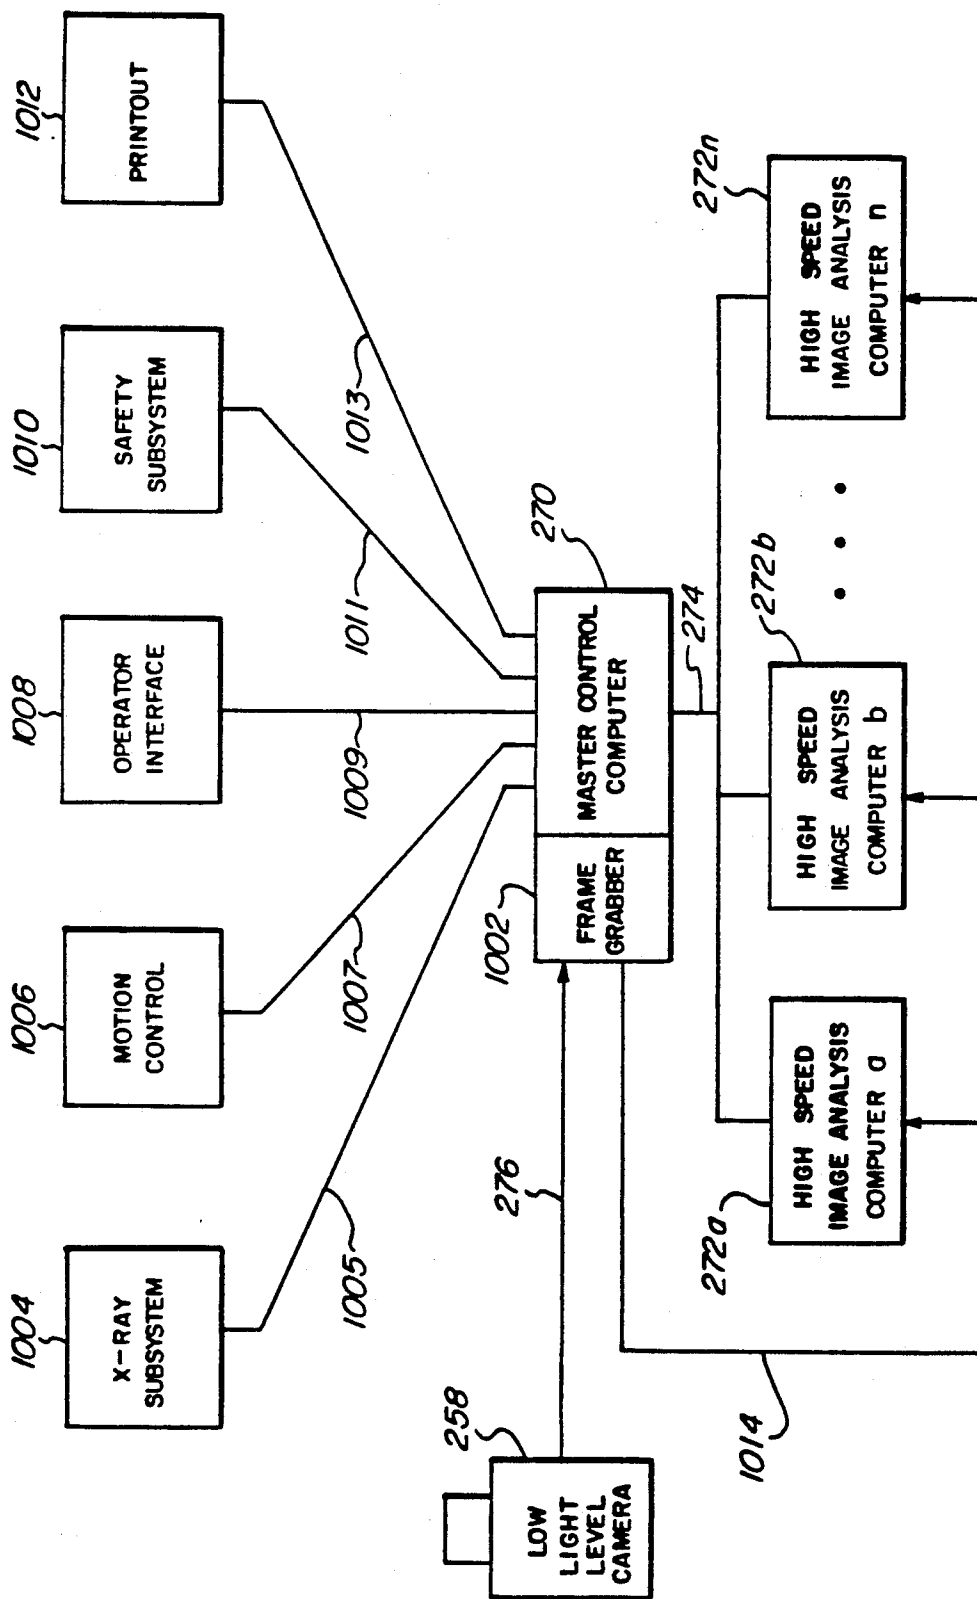 1004
X-RAY
SUBSYSTEM
1006
MOTION
CONTROL
1008
OPERATOR
INTERFACE
1010
SAFETY
SUBSYSTEM
1012
PRINTOUT
1005
1007
1009
1011
1013
258
LOW
LIGHT
LEVEL
CAMERA
276
1002
FRAME
GRABBER
MASTER CONTROL
COMPUTER
270
274
1014
272a
HIGH SPEED
IMAGE ANALYSIS
COMPUTER a
272b
HIGH SPEED
IMAGE ANALYSIS
COMPUTER b
272n
HIGH SPEED
IMAGE ANALYSIS
COMPUTER n